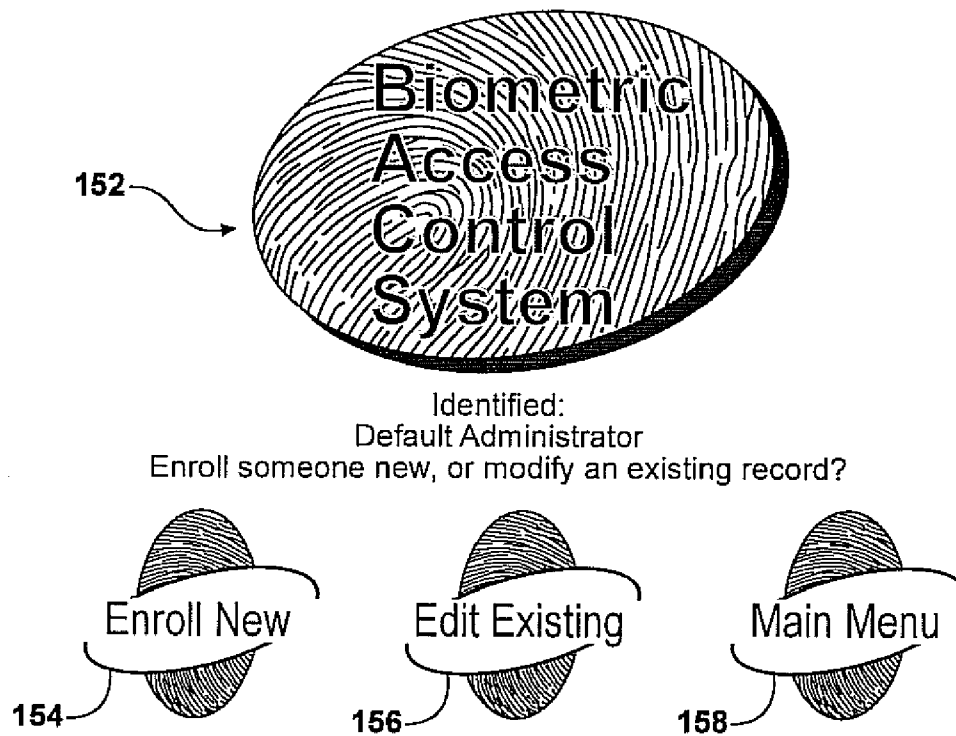 Biometric
Access
152
Control
System
Identified:
Default Administrator
Enroll someone new, or modify an existing record?
Enroll New
Edit Existing
Main Menu
154
156
158